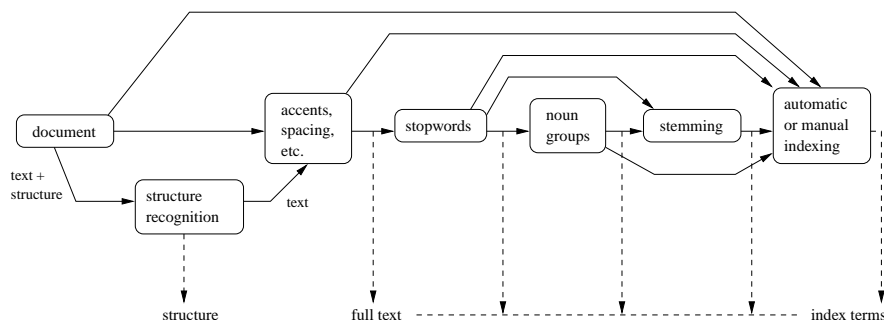 document
text +
structure
structure
recognition
text
accents,
spacing,
etc.
stopwords
noun
groups
stemming
automatic
or manual
indexing
structure
full text
index terms